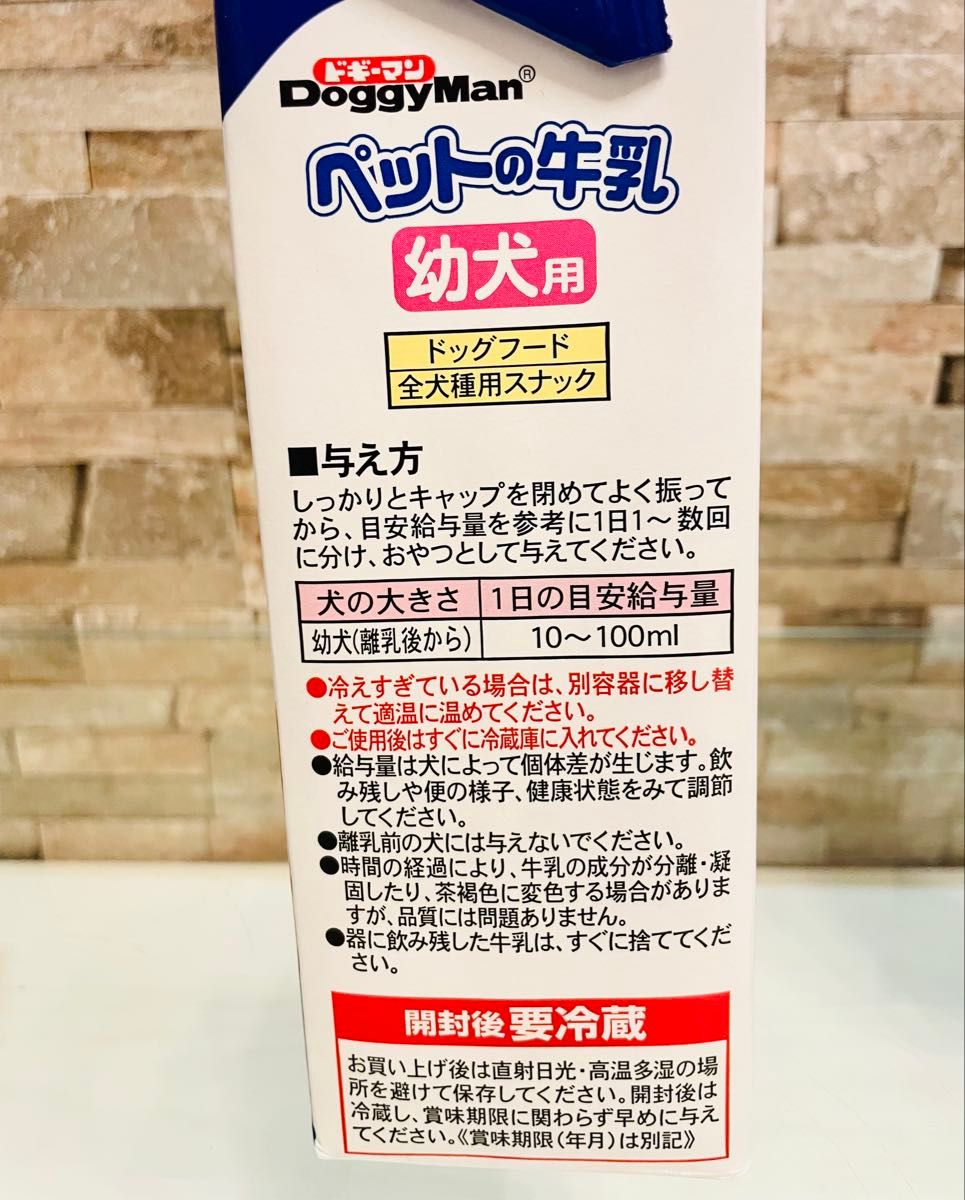 ドギーマン
DoggyMan®
ペットの牛乳
幼犬用
ドッグフード
全犬種用スナック
■与え方
しっかりとキャップを閉めてよく振って
から、目安給与量を参考に1日1〜数回
に分け、おやつとして与えてください。
犬の大きさ 1日の目安給与量
幼犬(離乳後から) 10〜100ml
●冷えすぎている場合は、別容器に移し替
えて適温に温めてください。
●ご使用後はすぐに冷蔵庫に入れてください。
●給与量は犬によって個体差が生じます。飲
み残しや便の様子、健康状態をみて調節
してください。
●離乳前の犬には与えないでください。
●時間の経過により、牛乳の成分が分離・凝
固したり、茶褐色に変色する場合がありま
すが、品質には問題ありません。
●器に飲み残した牛乳は、すぐに捨ててくだ
さい。
開封後要冷蔵
お買い上げ後は直射日光・高温多湿の場
所を避けて保存してください。開封後は
冷蔵し、賞味期限に関わらず早めに与え
てください。《賞味期限(年月)は別記》